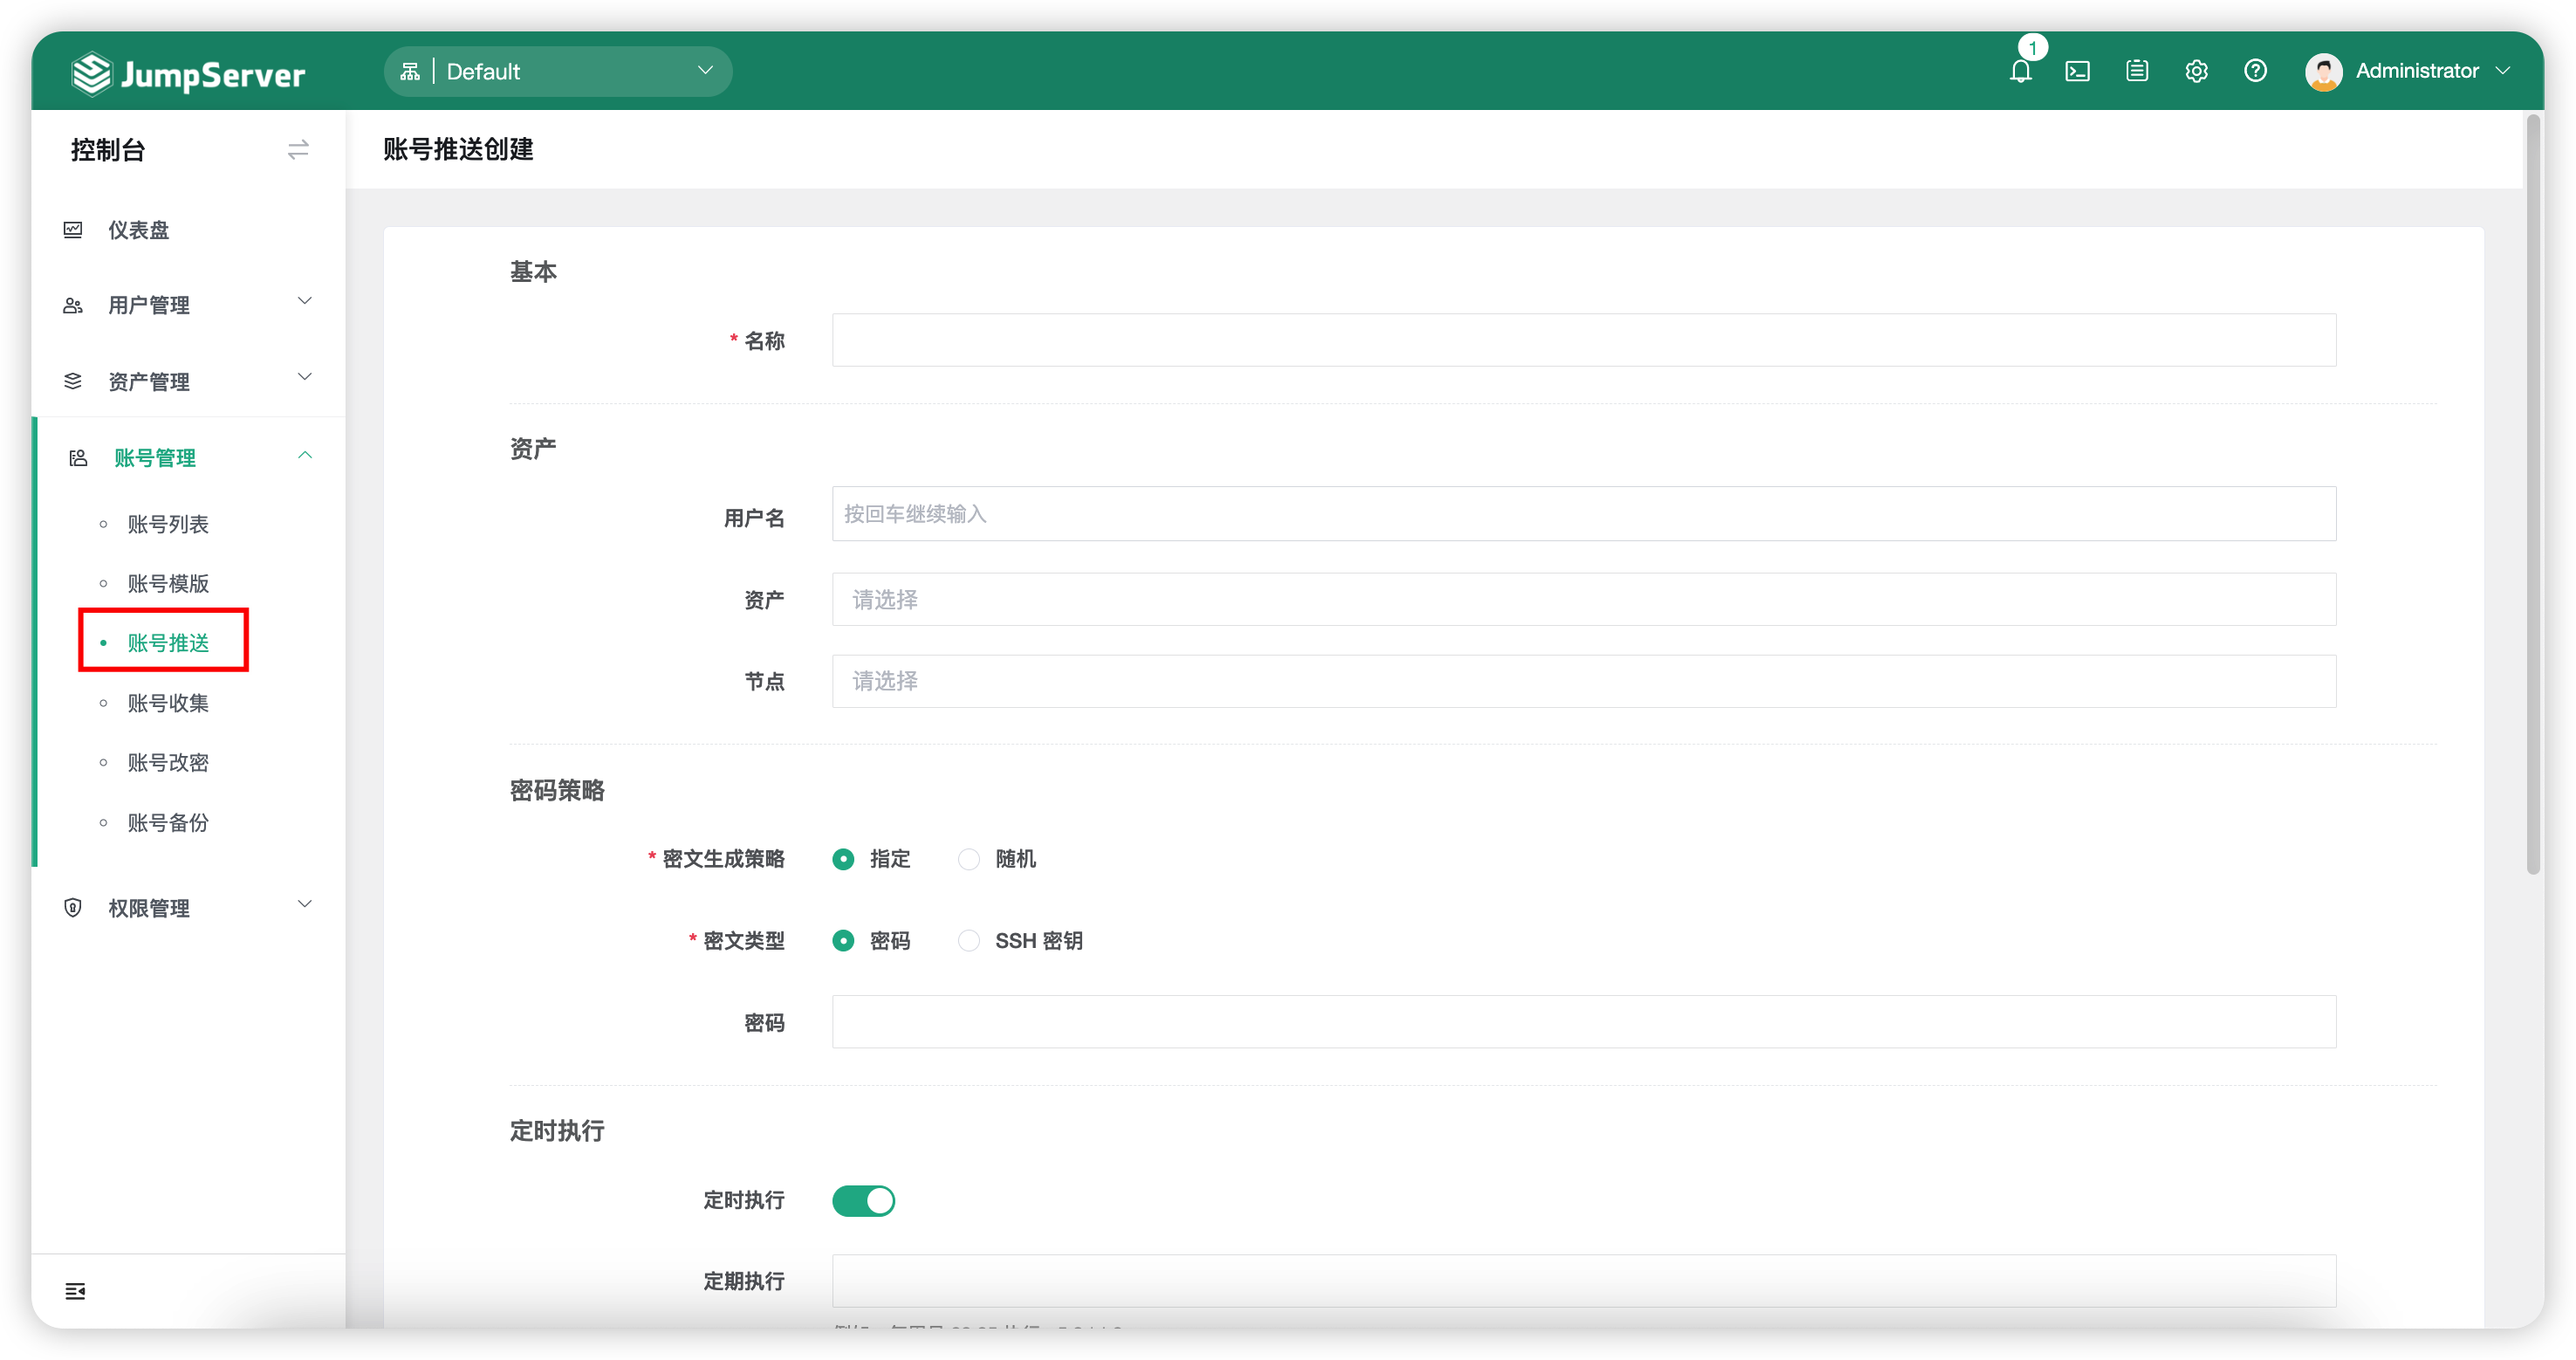 JumpServer
Default
1
Administrator
控制台
仪表盘
用户管理
资产管理
账号管理
账号列表
账号模版
账号推送
账号收集
账号改密
账号备份
权限管理
账号推送创建
基本
* 名称
资产
用户名 按回车继续输入
资产 请选择
节点 请选择
密码策略
* 密文生成策略 指定 随机
* 密文类型 密码 SSH 密钥
密码
定时执行
定时执行
定期执行